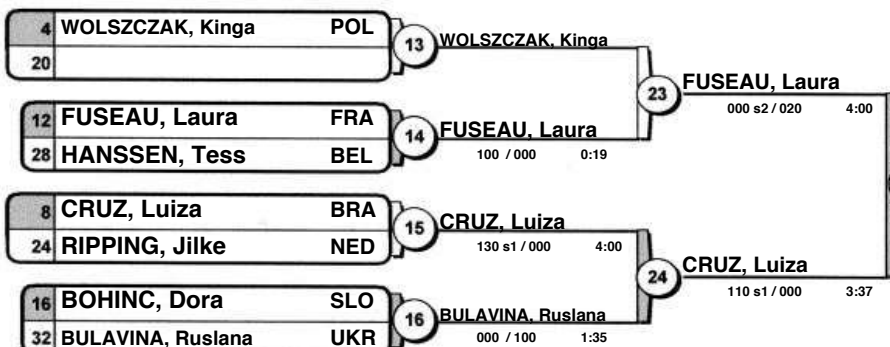 4 WOLSZCZAK, Kinga POL
20
13 WOLSZCZAK, Kinga
23 FUSEAU, Laura
000 s2 / 020 4:00
12 FUSEAU, Laura FRA
28 HANSSEN, Tess BEL
14 FUSEAU, Laura
100 / 000 0:19
8 CRUZ, Luiza BRA
24 RIPPING, Jilke NED
15 CRUZ, Luiza
130 s1 / 000 4:00
24 CRUZ, Luiza
110 s1 / 000 3:37
16 BOHINC, Dora SLO
32 BULAVINA, Ruslana UKR
16 BULAVINA, Ruslana
000 / 100 1:35